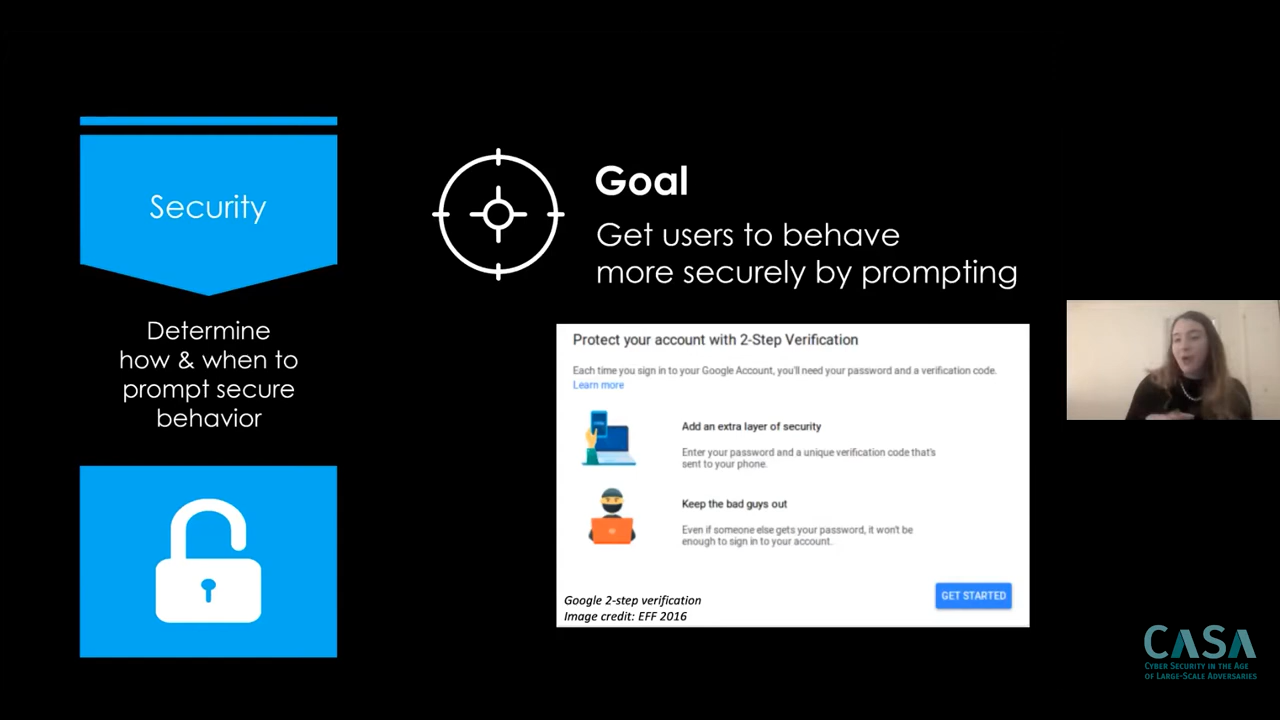 Security
Determine
how & when to
prompt secure
behavior
Goal
Get users to behave
more securely by prompting
Protect your account with 2-Step Verification
Each time you sign in to your Google Account, you'll need your password and a verification code.
Learn more
Add an extra layer of security
Enter your password and a unique verification code that's
sent to your phone.
Keep the bad guys out
Even if someone else gets your password, it won't be
enough to sign in to your account.
GET STARTED
Google 2-step verification
Image credit: EFF 2016
CASA
Cyber Security in the Age
of Large-Scale Adversaries